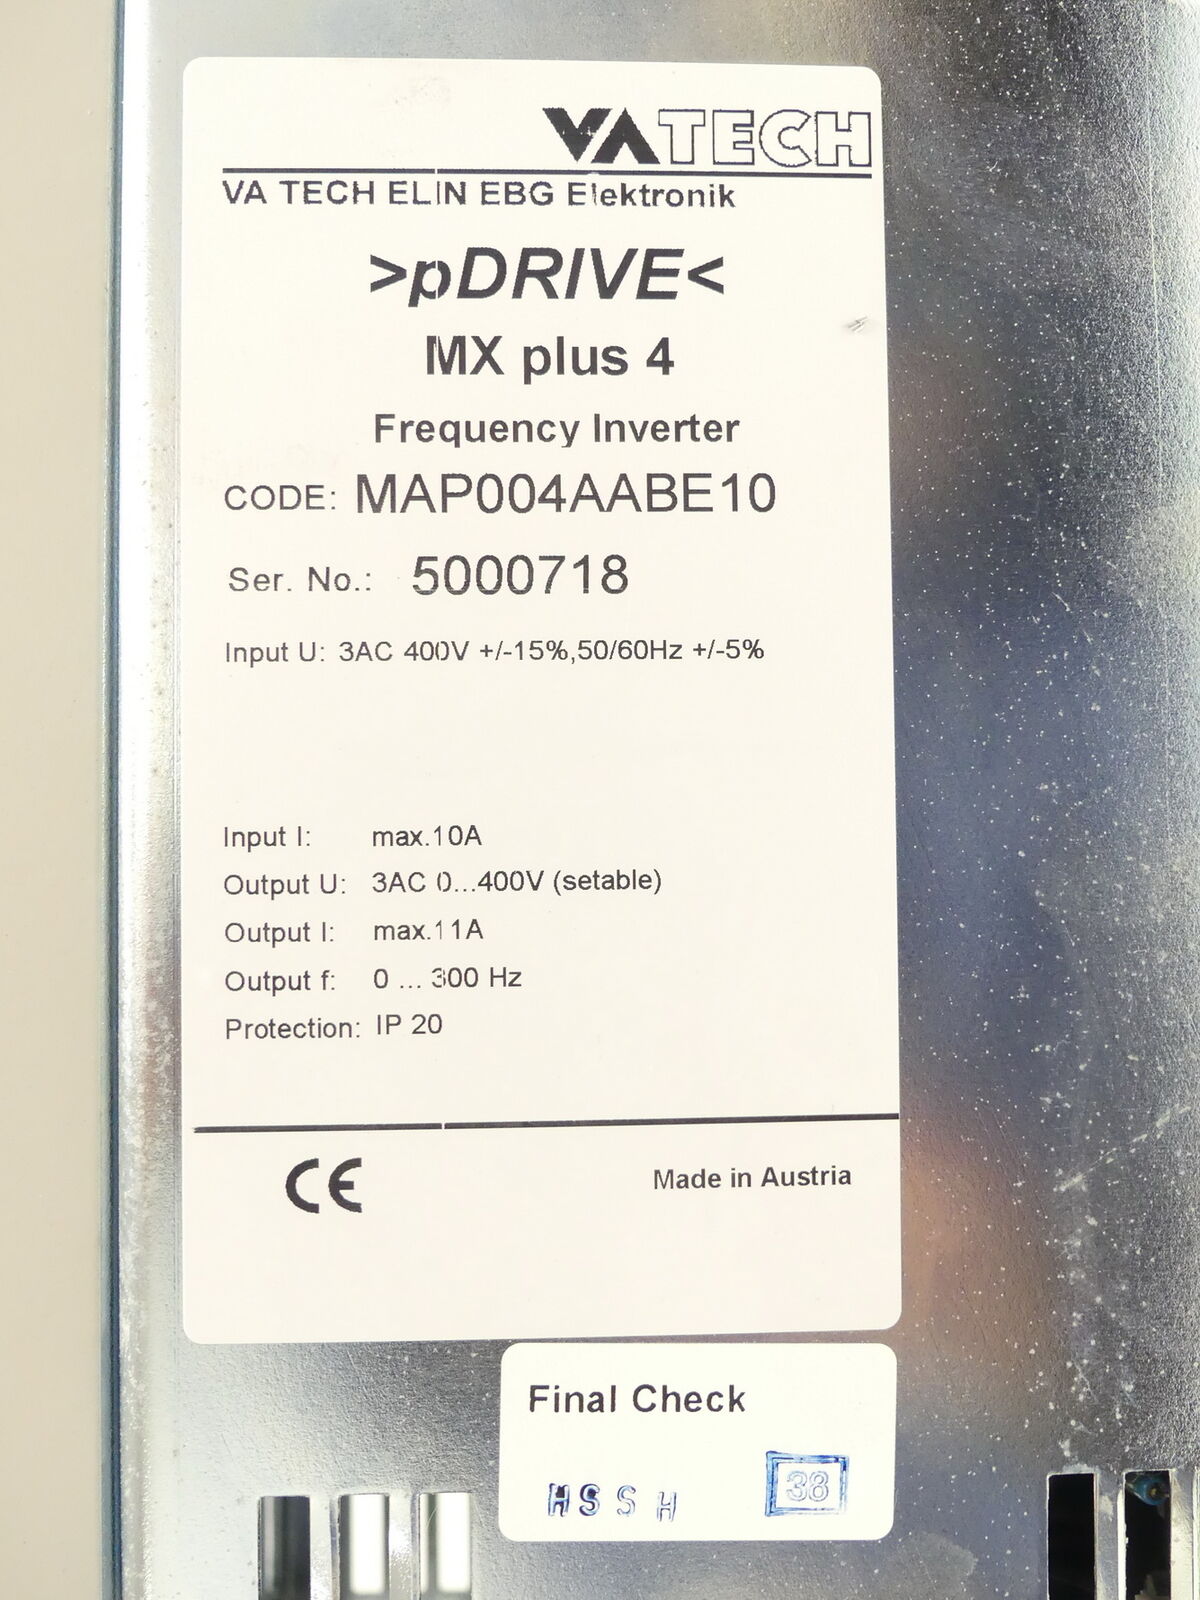 VATECH
VA TECH ELIN EBG Elektronik
>pDRIVE<
MX plus 4
Frequency Inverter
CODE: MAP004AABE10
Ser. No.: 5000718
Input U: 3AC 400V +/-15%,50/60Hz +/-5%
Input I: max.10A
Output U: 3AC 0...400V (setable)
Output I: max.11A
Output f: 0 ... 300 Hz
Protection: IP 20
CE Made in Austria
Final Check
HSSH 38